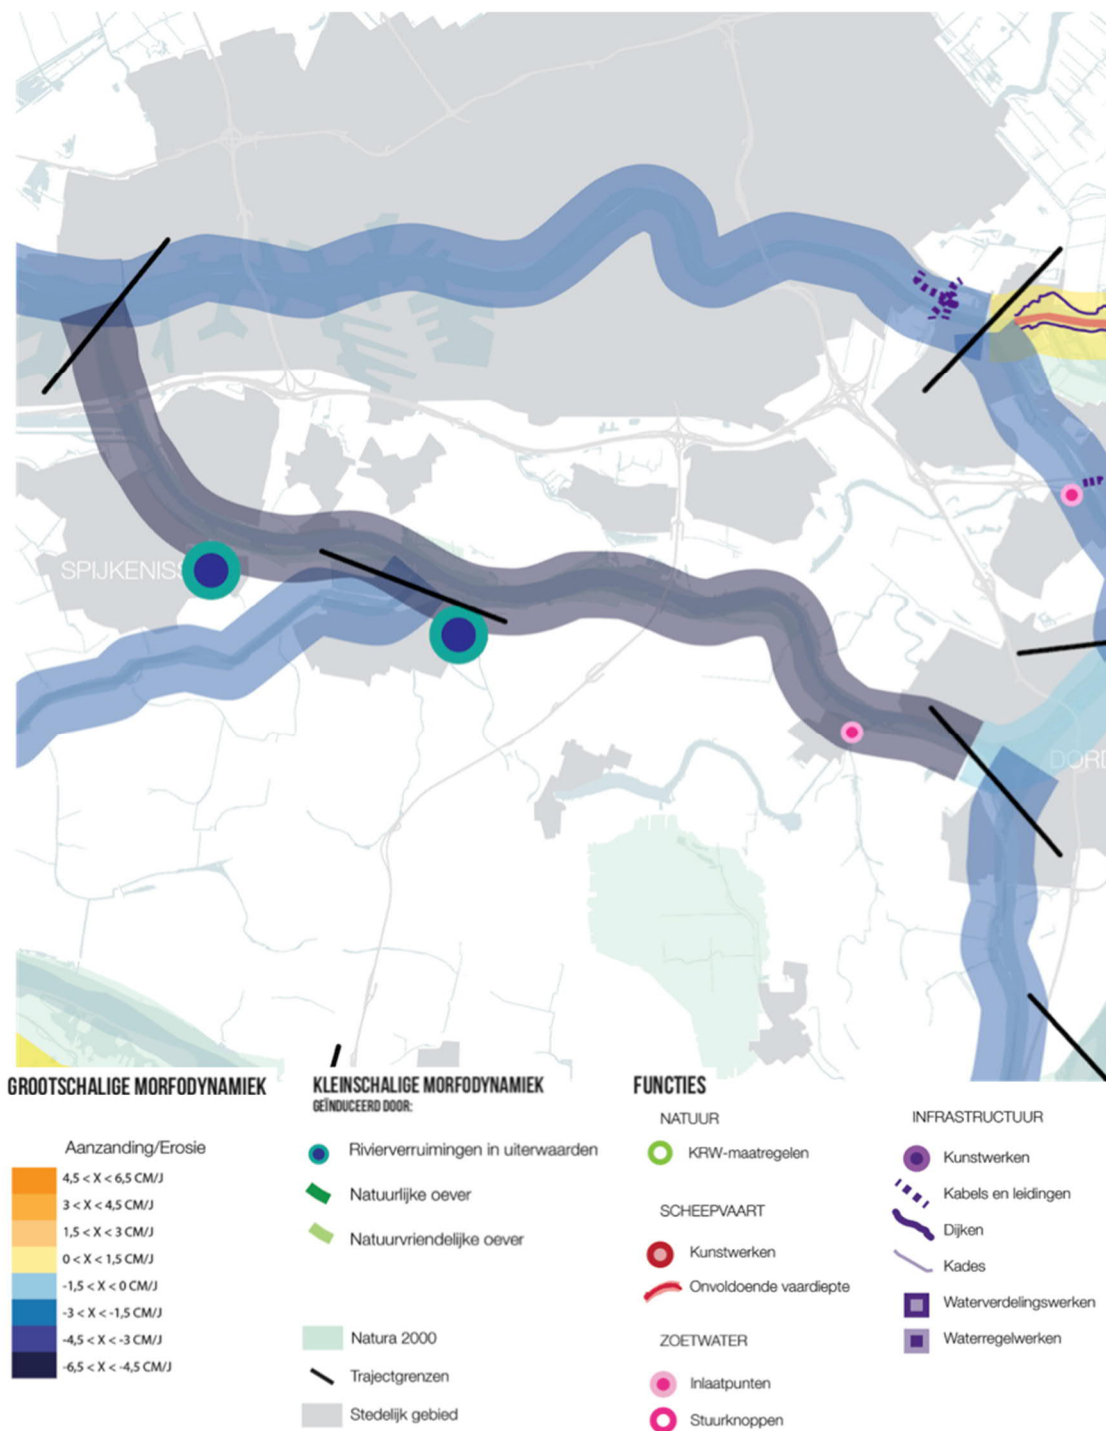 SPIJKENISS
DORD
GROOTSCHALIGE MORFODYNAMIEK
Aanzanding/Erosie
4,5 < X < 6,5 CM/J
3 < X < 4,5 CM/J
1,5 < X < 3 CM/J
0 < X < 1,5 CM/J
-1,5 < X < 0 CM/J
-3 < X < -1,5 CM/J
-4,5 < X < -3 CM/J
-6,5 < X < -4,5 CM/J
KLEINSCHALIGE MORFODYNAMIEK
GEÏNDUCEERD DOOR:
Rivierverruimingen in uiterwaarden
Natuurlijke oever
Natuurvriendelijke oever
Natura 2000
Trajectgrenzen
Stedelijk gebied
FUNCTIES
NATUUR
KRW-maatregelen
SCHEEPVAART
Kunstwerken
Onvoldoende vaardiepte
ZOETWATER
Inlaatpunten
Stuurknoppen
INFRASTRUCTUUR
Kunstwerken
Kabels en leidingen
Dijken
Kades
Waterverdelingswerken
Waterregelwerken